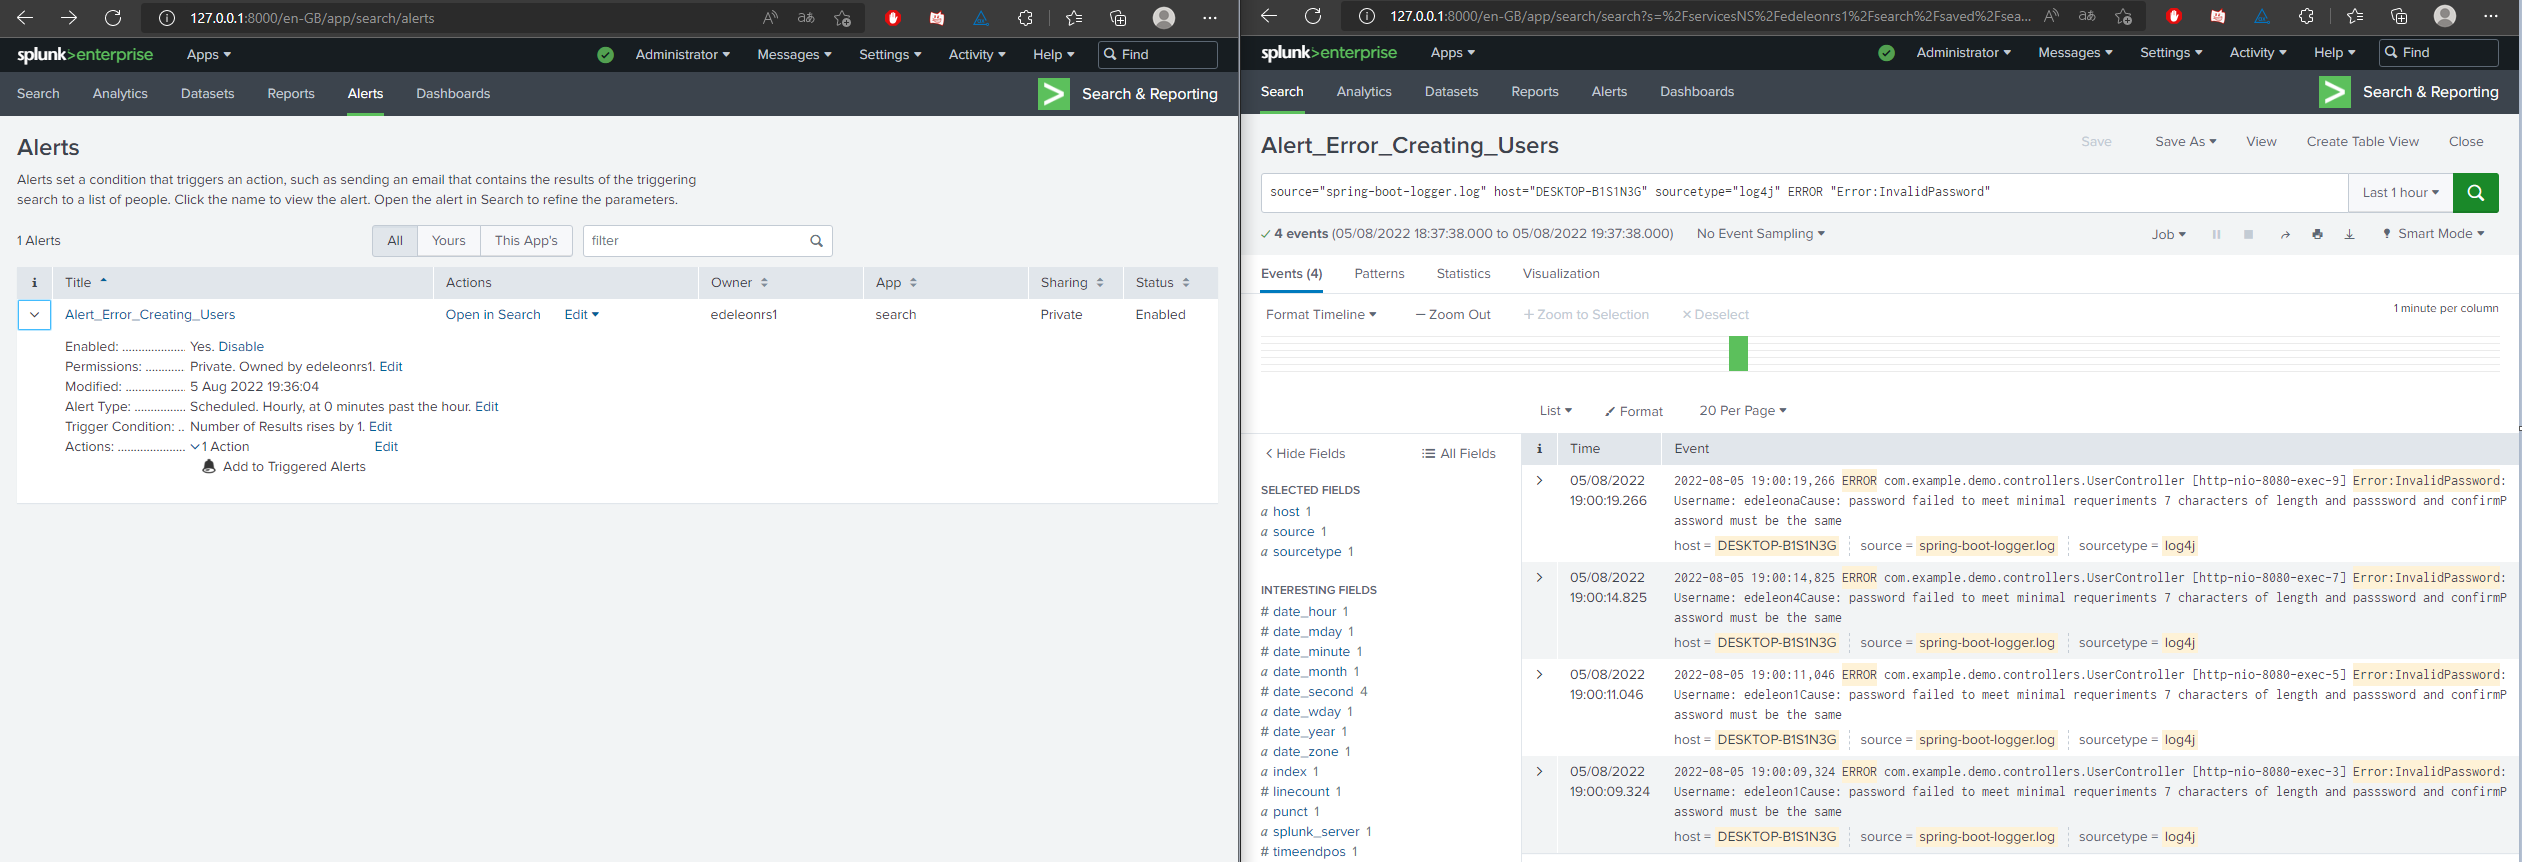 127.0.0.1:8000/en-GB/app/search/alerts
splunk>enterprise Apps Administrator Messages Settings Activity Help Find
Search Analytics Datasets Reports Alerts Dashboards Search & Reporting
Alerts
Alerts set a condition that triggers an action, such as sending an email that contains the results of the triggering
search to a list of people. Click the name to view the alert. Open the alert in Search to refine the parameters.
1 Alerts All Yours This App's filter
i Title Actions Owner App Sharing Status
Alert_Error_Creating_Users Open in Search Edit edeleonrs1 search Private Enabled
Enabled: .................... Yes. Disable
Permissions: ............ Private. Owned by edeleonrs1. Edit
Modified: ................... 5 Aug 2022 19:36:04
Alert Type: ................ Scheduled. Hourly, at 0 minutes past the hour. Edit
Trigger Condition: .. Number of Results rises by 1. Edit
Actions: ...................... 1 Action Edit
Add to Triggered Alerts
127.0.0.1:8000/en-GB/app/search/search?s=%2FservicesNS%2Fedeleonrs1%2Fsearch%2Fsaved%2Fsea...
splunk>enterprise Apps Administrator Messages Settings Activity Help Find
Search Analytics Datasets Reports Alerts Dashboards Search & Reporting
Alert_Error_Creating_Users Save Save As View Create Table View Close
source="spring-boot-logger.log" host="DESKTOP-B1S1N3G" sourcetype="log4j" ERROR "Error:InvalidPassword" Last 1 hour
4 events (05/08/2022 18:37:38.000 to 05/08/2022 19:37:38.000) No Event Sampling Job Smart Mode
Events (4) Patterns Statistics Visualization
Format Timeline Zoom Out + Zoom to Selection × Deselect 1 minute per column
List Format 20 Per Page
Hide Fields All Fields
SELECTED FIELDS
a host 1
a source 1
a sourcetype 1
INTERESTING FIELDS
# date_hour 1
# date_mday 1
# date_minute 1
a date_month 1
# date_second 4
a date_wday 1
# date_year 1
a date_zone 1
a index 1
# linecount 1
a punct 1
a splunk_server 1
# timeendpos 1
i Time Event
05/08/2022 2022-08-05 19:00:19,266 ERROR com.example.demo.controllers.UserController [http-nio-8080-exec-9] Error:InvalidPassword:
19:00:19.266 Username: edeleonaCause: password failed to meet minimal requeriments 7 characters of length and passsword and confirmP
assword must be the same
host = DESKTOP-B1S1N3G source = spring-boot-logger.log sourcetype = log4j
05/08/2022 2022-08-05 19:00:14,825 ERROR com.example.demo.controllers.UserController [http-nio-8080-exec-7] Error:InvalidPassword:
19:00:14.825 Username: edeleon4Cause: password failed to meet minimal requeriments 7 characters of length and passsword and confirmP
assword must be the same
host = DESKTOP-B1S1N3G source = spring-boot-logger.log sourcetype = log4j
05/08/2022 2022-08-05 19:00:11,046 ERROR com.example.demo.controllers.UserController [http-nio-8080-exec-5] Error:InvalidPassword:
19:00:11.046 Username: edeleon1Cause: password failed to meet minimal requeriments 7 characters of length and passsword and confirmP
assword must be the same
host = DESKTOP-B1S1N3G source = spring-boot-logger.log sourcetype = log4j
05/08/2022 2022-08-05 19:00:09,324 ERROR com.example.demo.controllers.UserController [http-nio-8080-exec-3] Error:InvalidPassword:
19:00:09.324 Username: edeleon1Cause: password failed to meet minimal requeriments 7 characters of length and passsword and confirmP
assword must be the same
host = DESKTOP-B1S1N3G source = spring-boot-logger.log sourcetype = log4j